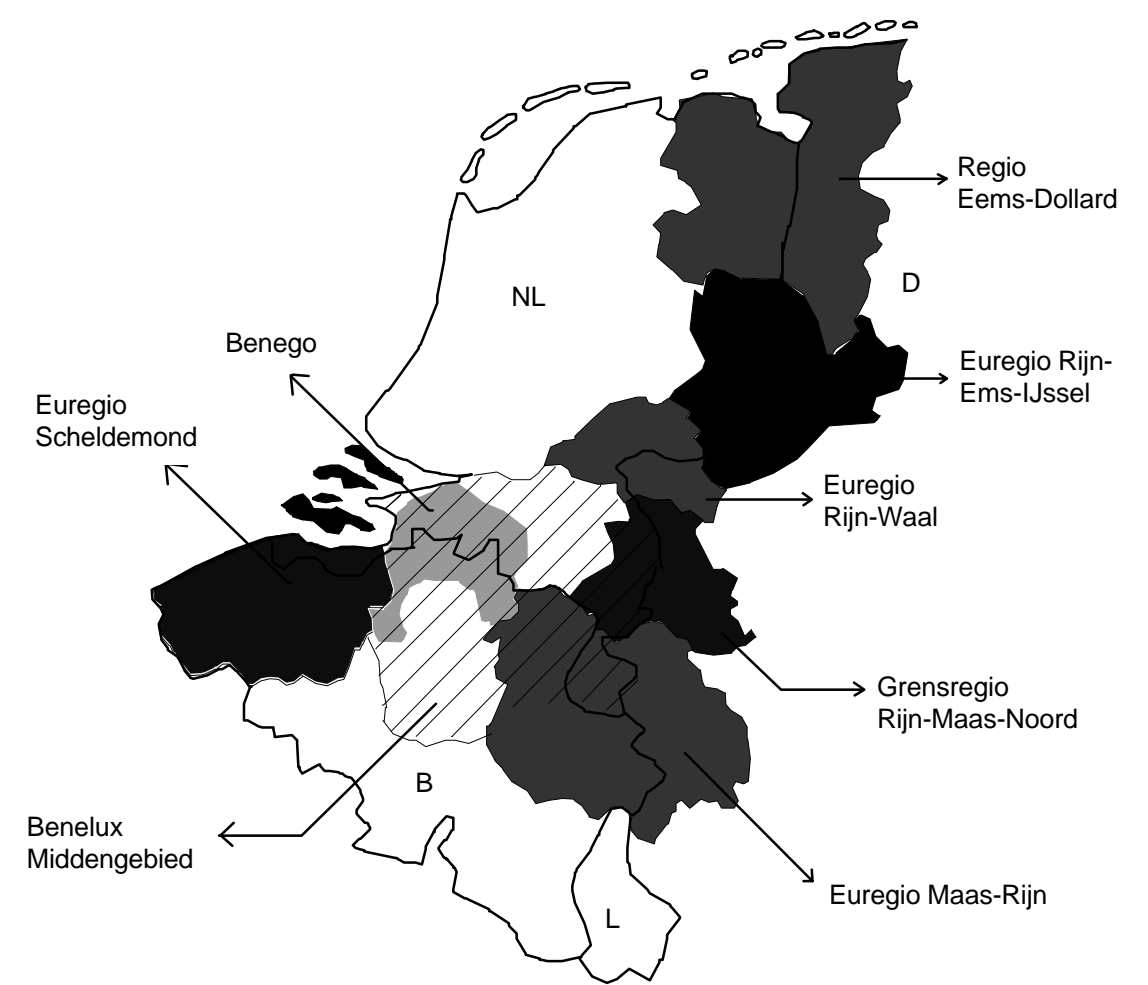 Regio
Eems-Dollard
D
NL
Benego
Euregio Rijn-
Ems-IJssel
Euregio
Scheldemond
Euregio
Rijn-Waal
Grensregio
Rijn-Maas-Noord
B
Benelux
Middengebied
Euregio Maas-Rijn
L